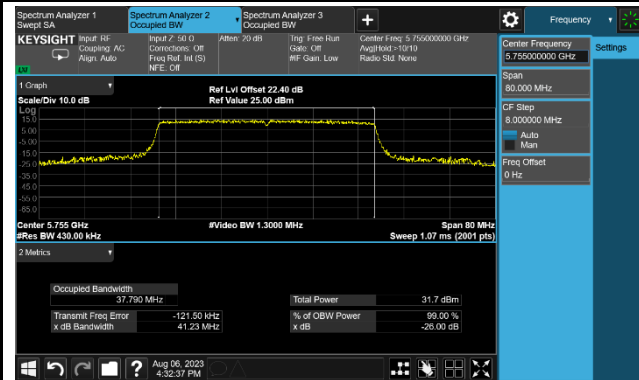 Spectrum Analyzer 1
Swept SA
Spectrum Analyzer 2
Occupied BW
Spectrum Analyzer 3
Occupied BW
Frequency
KEYSIGHT
Input: RF
Coupling: AC
Align: Auto
Input Z: 50 Ω
Corrections: Off
Freq Ref: Int (S)
NFE: Off
Atten: 20 dB
Trig: Free Run
Gate: Off
#IF Gain: Low
Center Freq: 5.755000000 GHz
Avg|Hold:>10/10
Radio Std: None
Center Frequency
5.755000000 GHz
Settings
Span
80.000 MHz
CF Step
8.000000 MHz
Auto
Man
Freq Offset
0 Hz
LW
1 Graph
Scale/Div 10.0 dB
Ref Lvl Offset 22.40 dB
Ref Value 25.00 dBm
Log
15.0
5.00
-5.00
-15.0
-25.0
-35.0
-45.0
-55.0
-65.0
Center 5.755 GHz
#Res BW 430.00 kHz
#Video BW 1.3000 MHz
Span 80 MHz
Sweep 1.07 ms (2001 pts)
2 Metrics
Occupied Bandwidth
37.790 MHz
Total Power
31.7 dBm
Transmit Freq Error
-121.50 kHz
% of OBW Power
99.00 %
x dB Bandwidth
41.23 MHz
x dB
-26.00 dB
?
Aug 06, 2023
4:32:37 PM